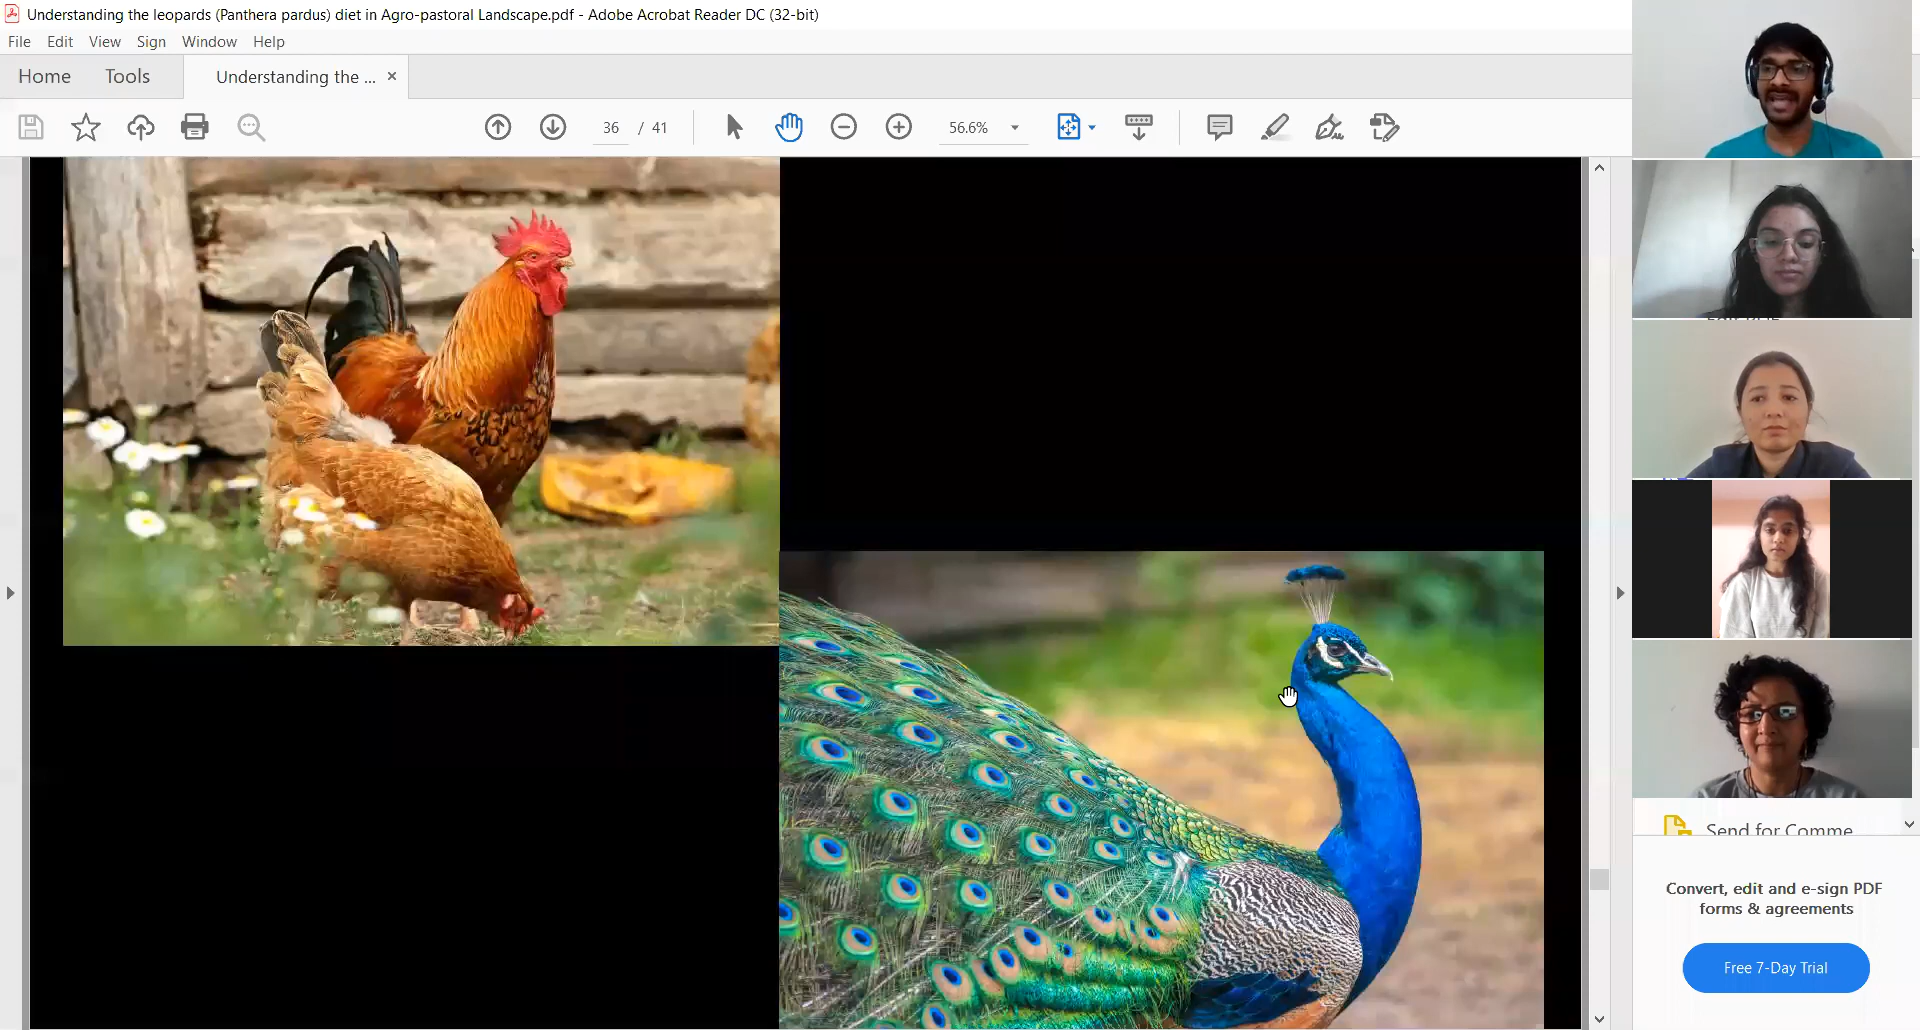 Understanding the leopards (Panthera pardus) diet in Agro-pastoral Landscape.pdf - Adobe Acrobat Reader DC (32-bit)
File Edit View Sign Window Help
Home Tools Understanding the ... ×
36 / 41 56.6%
Send for Comme
Convert, edit and e-sign PDF
forms & agreements
Free 7-Day Trial